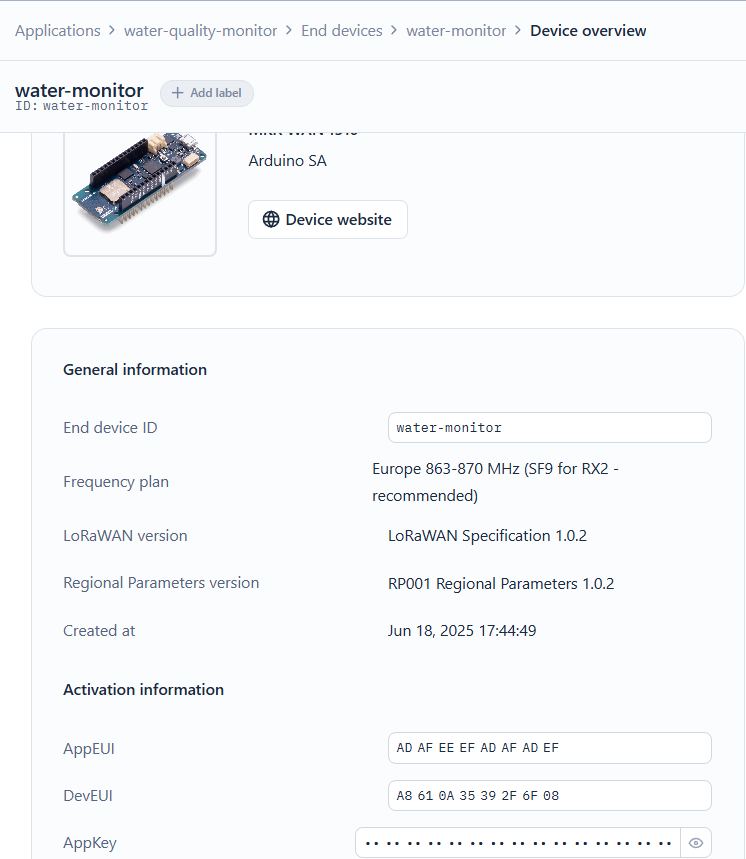 Applications > water-quality-monitor > End devices > water-monitor > Device overview
water-monitor
+ Add label
ID: water-monitor
Arduino SA
Device website
General information
End device ID water-monitor
Frequency plan Europe 863-870 MHz (SF9 for RX2 -
recommended)
LoRaWAN version LoRaWAN Specification 1.0.2
Regional Parameters version RP001 Regional Parameters 1.0.2
Created at Jun 18, 2025 17:44:49
Activation information
AppEUI AD AF EE EF AD AF AD EF
DevEUI A8 61 0A 35 39 2F 6F 08
AppKey •• •• •• •• •• •• •• •• •• •• •• •• •• •• •• ••